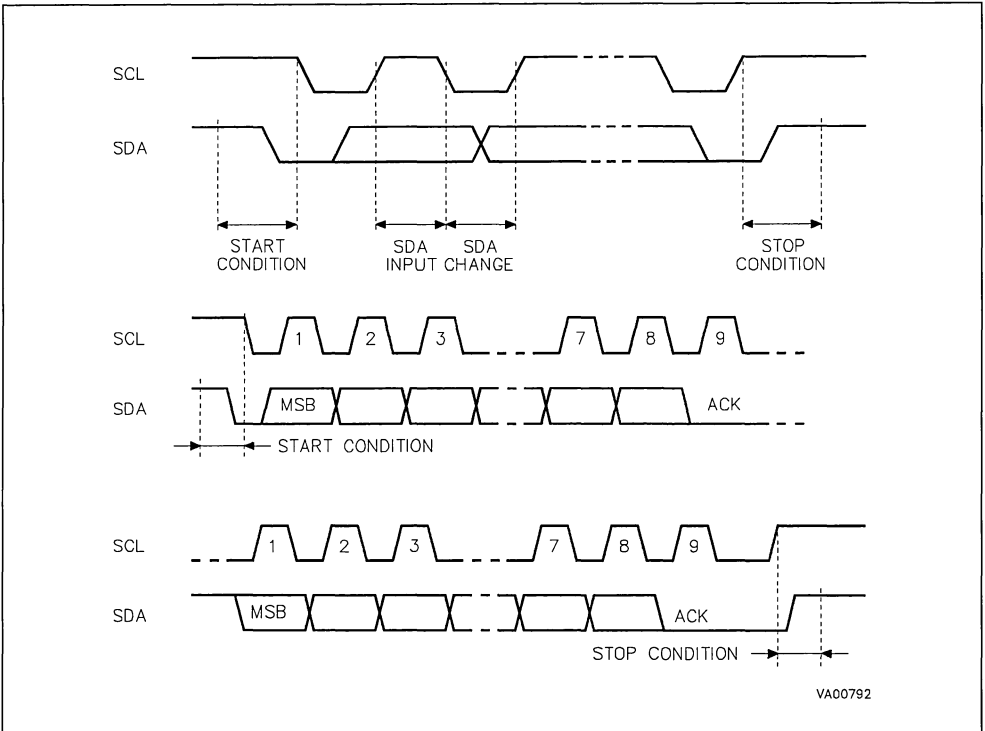 SCL
SDA
START CONDITION
SDA INPUT
SDA CHANGE
STOP CONDITION
SCL
1 2 3 7 8 9
SDA
MSB
ACK
START CONDITION
SCL
1 2 3 7 8 9
SDA
MSB
ACK
STOP CONDITION
VA00792